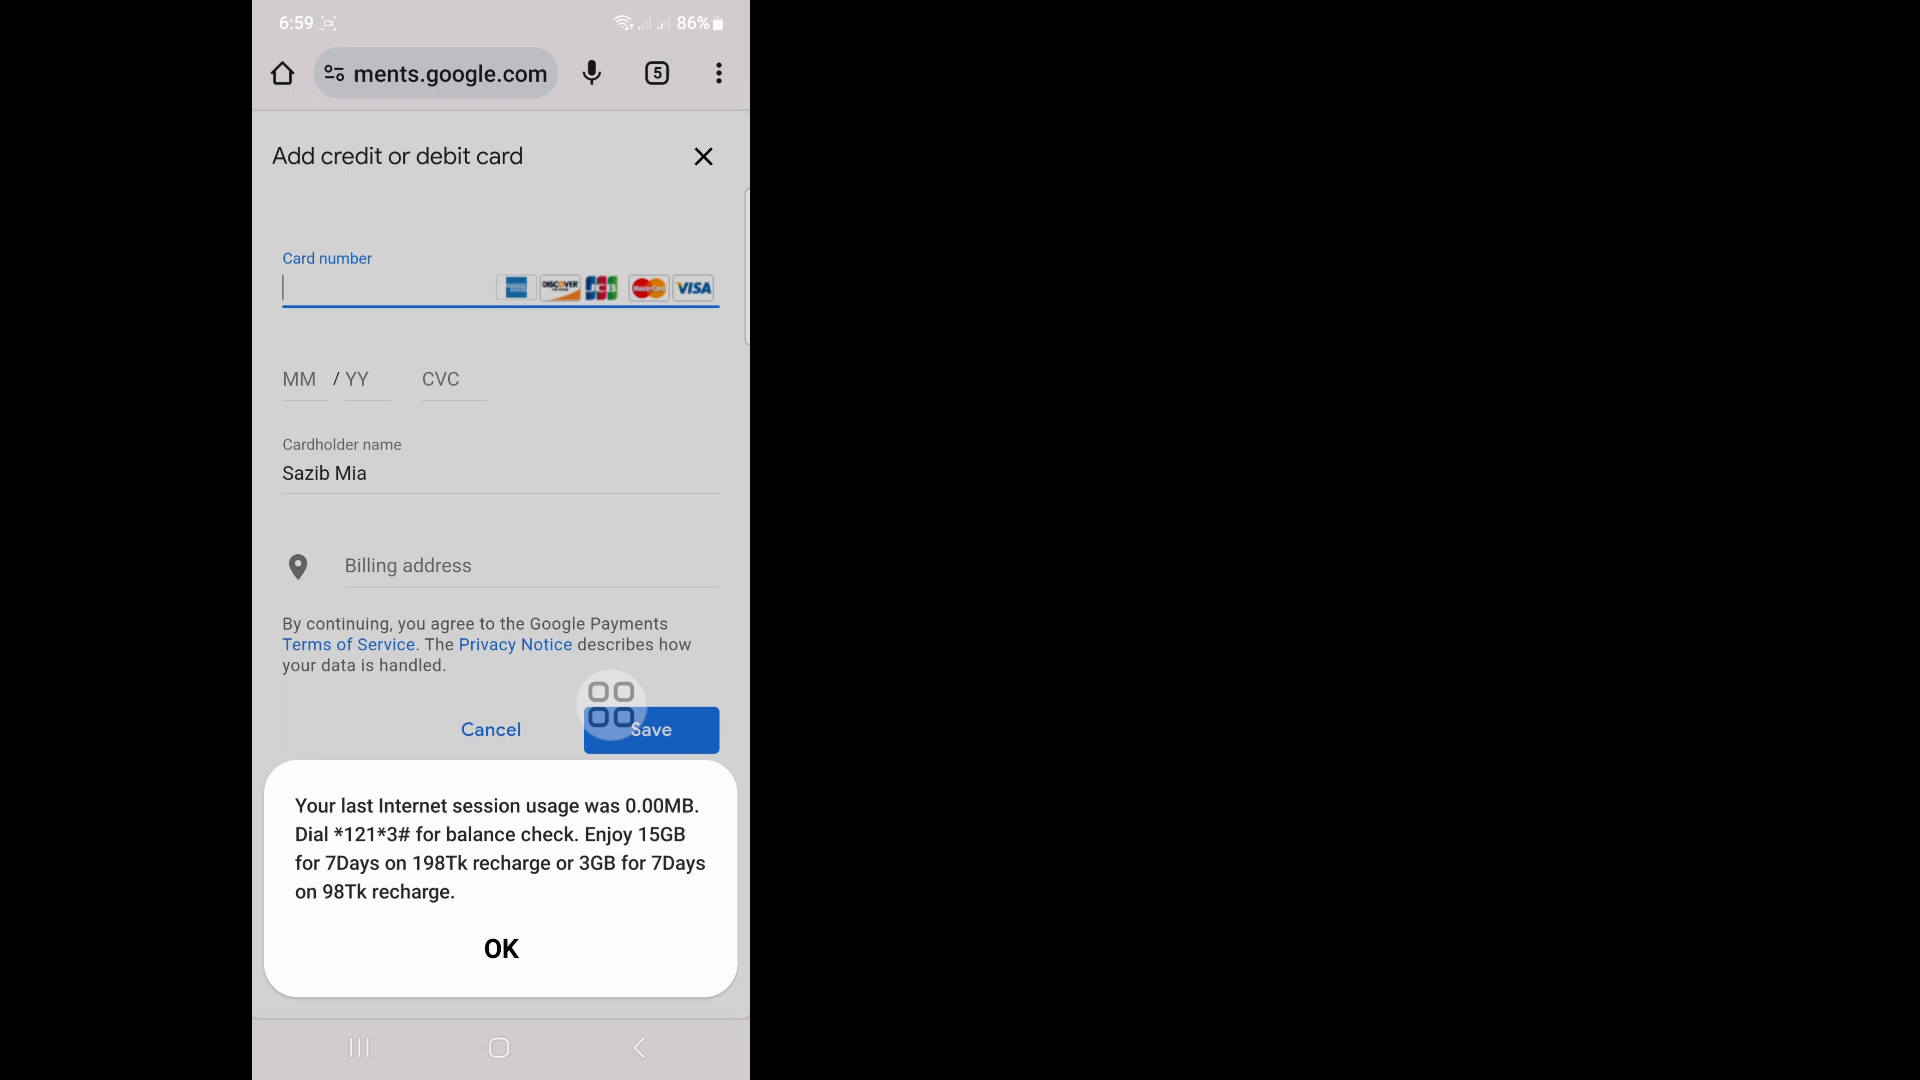 6:59
86%
ments.google.com
5
Add credit or debit card
Card number
DISCOVER JCB MasterCard VISA
MM / YY CVC
Cardholder name
Sazib Mia
Billing address
By continuing, you agree to the Google Payments
Terms of Service. The Privacy Notice describes how
your data is handled.
Cancel
Save
Your last Internet session usage was 0.00MB.
Dial *121*3# for balance check. Enjoy 15GB
for 7Days on 198Tk recharge or 3GB for 7Days
on 98Tk recharge.
OK